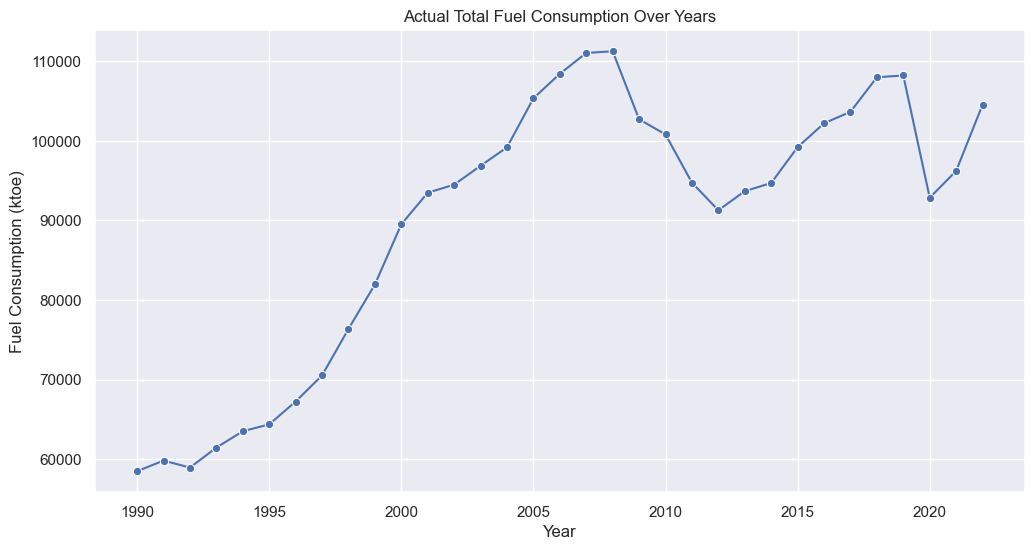 Actual Total Fuel Consumption Over Years
Fuel Consumption (ktoe)
110000
100000
90000
80000
70000
60000
1990 1995 2000 2005 2010 2015 2020
Year